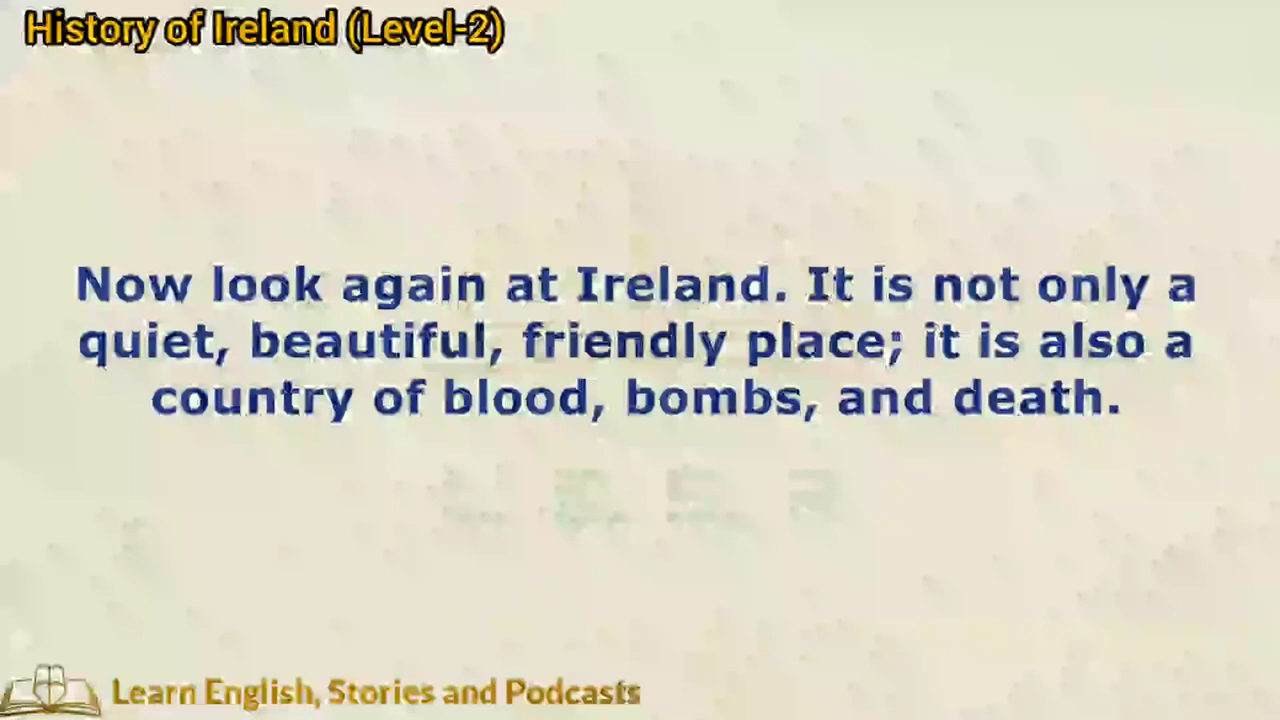 History of Ireland (Level-2)
Now look again at Ireland. It is not only a
quiet, beautiful, friendly place; it is also a
country of blood, bombs, and death.
Learn English, Stories and Podcasts